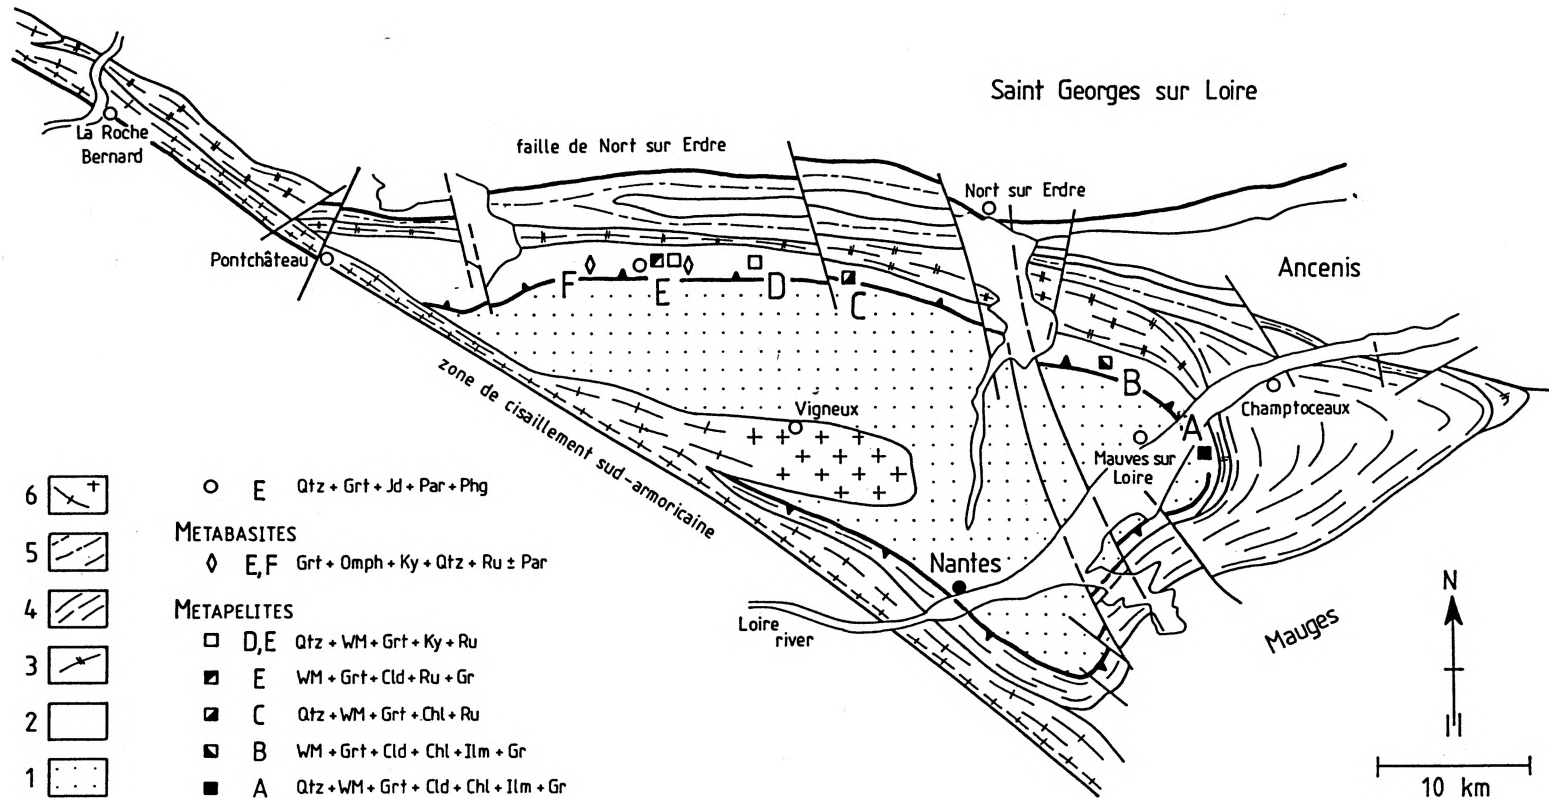 Saint Georges sur Loire
faille de Nort sur Erdre
La Roche
Bernard
Nort sur Erdre
Pontchâteau
Ancenis
F
E
D
C
B
A
zone de cisaillement sud-armoricaine
Vigneux
Champtoceaux
Mauves sur
Loire
Nantes
Loire
river
Mauges
N
10 km
6
5
4
3
2
1
E Qtz + Grt + Jd + Par + Phg
METABASITES
E,F Grt + Omph + Ky + Qtz + Ru ± Par
METAPELITES
D,E Qtz + WM + Grt + Ky + Ru
E WM + Grt + Cld + Ru + Gr
C Qtz + WM + Grt + Chl + Ru
B WM + Grt + Cld + Chl + Ilm + Gr
A Qtz + WM + Grt + Cld + Chl + Ilm + Gr